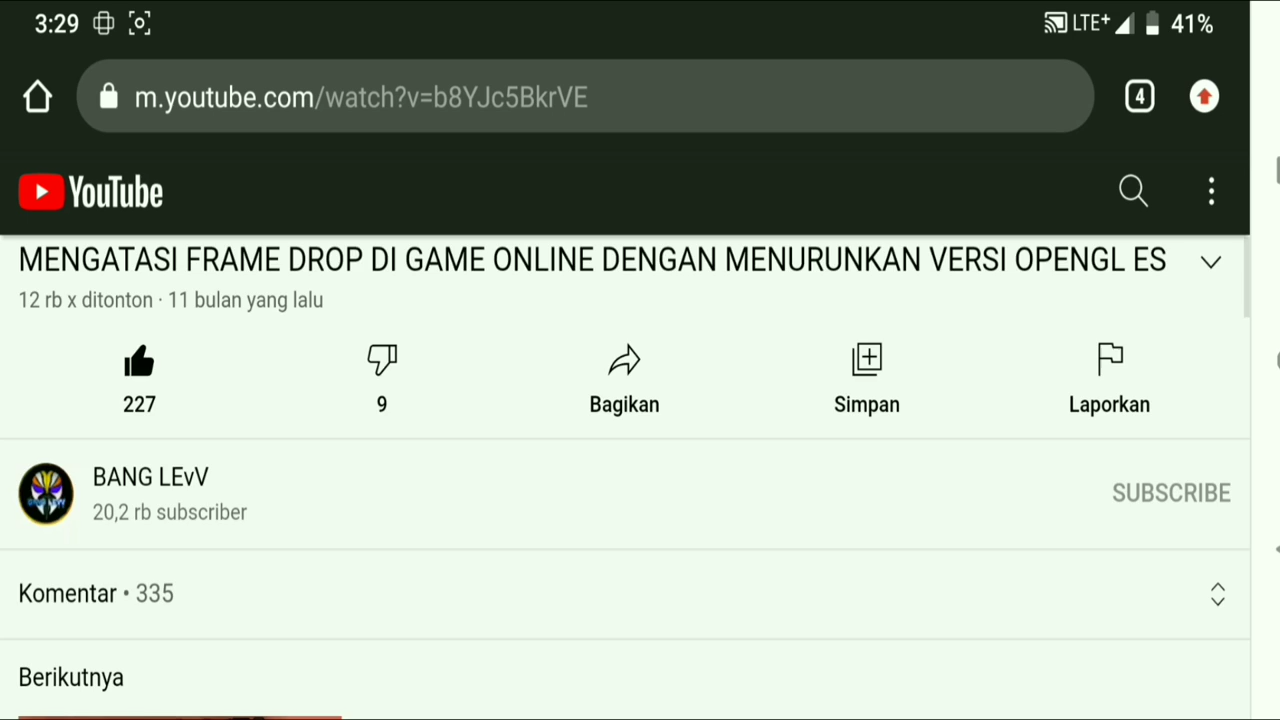 3:29 LTE+ 41%
m.youtube.com/watch?v=b8YJc5BkrVE 4
YouTube
MENGATASI FRAME DROP DI GAME ONLINE DENGAN MENURUNKAN VERSI OPENGL ES
12 rb x ditonton · 11 bulan yang lalu
227 9 Bagikan Simpan Laporkan
BANG LEvV
20,2 rb subscriber SUBSCRIBE
Komentar • 335
Berikutnya